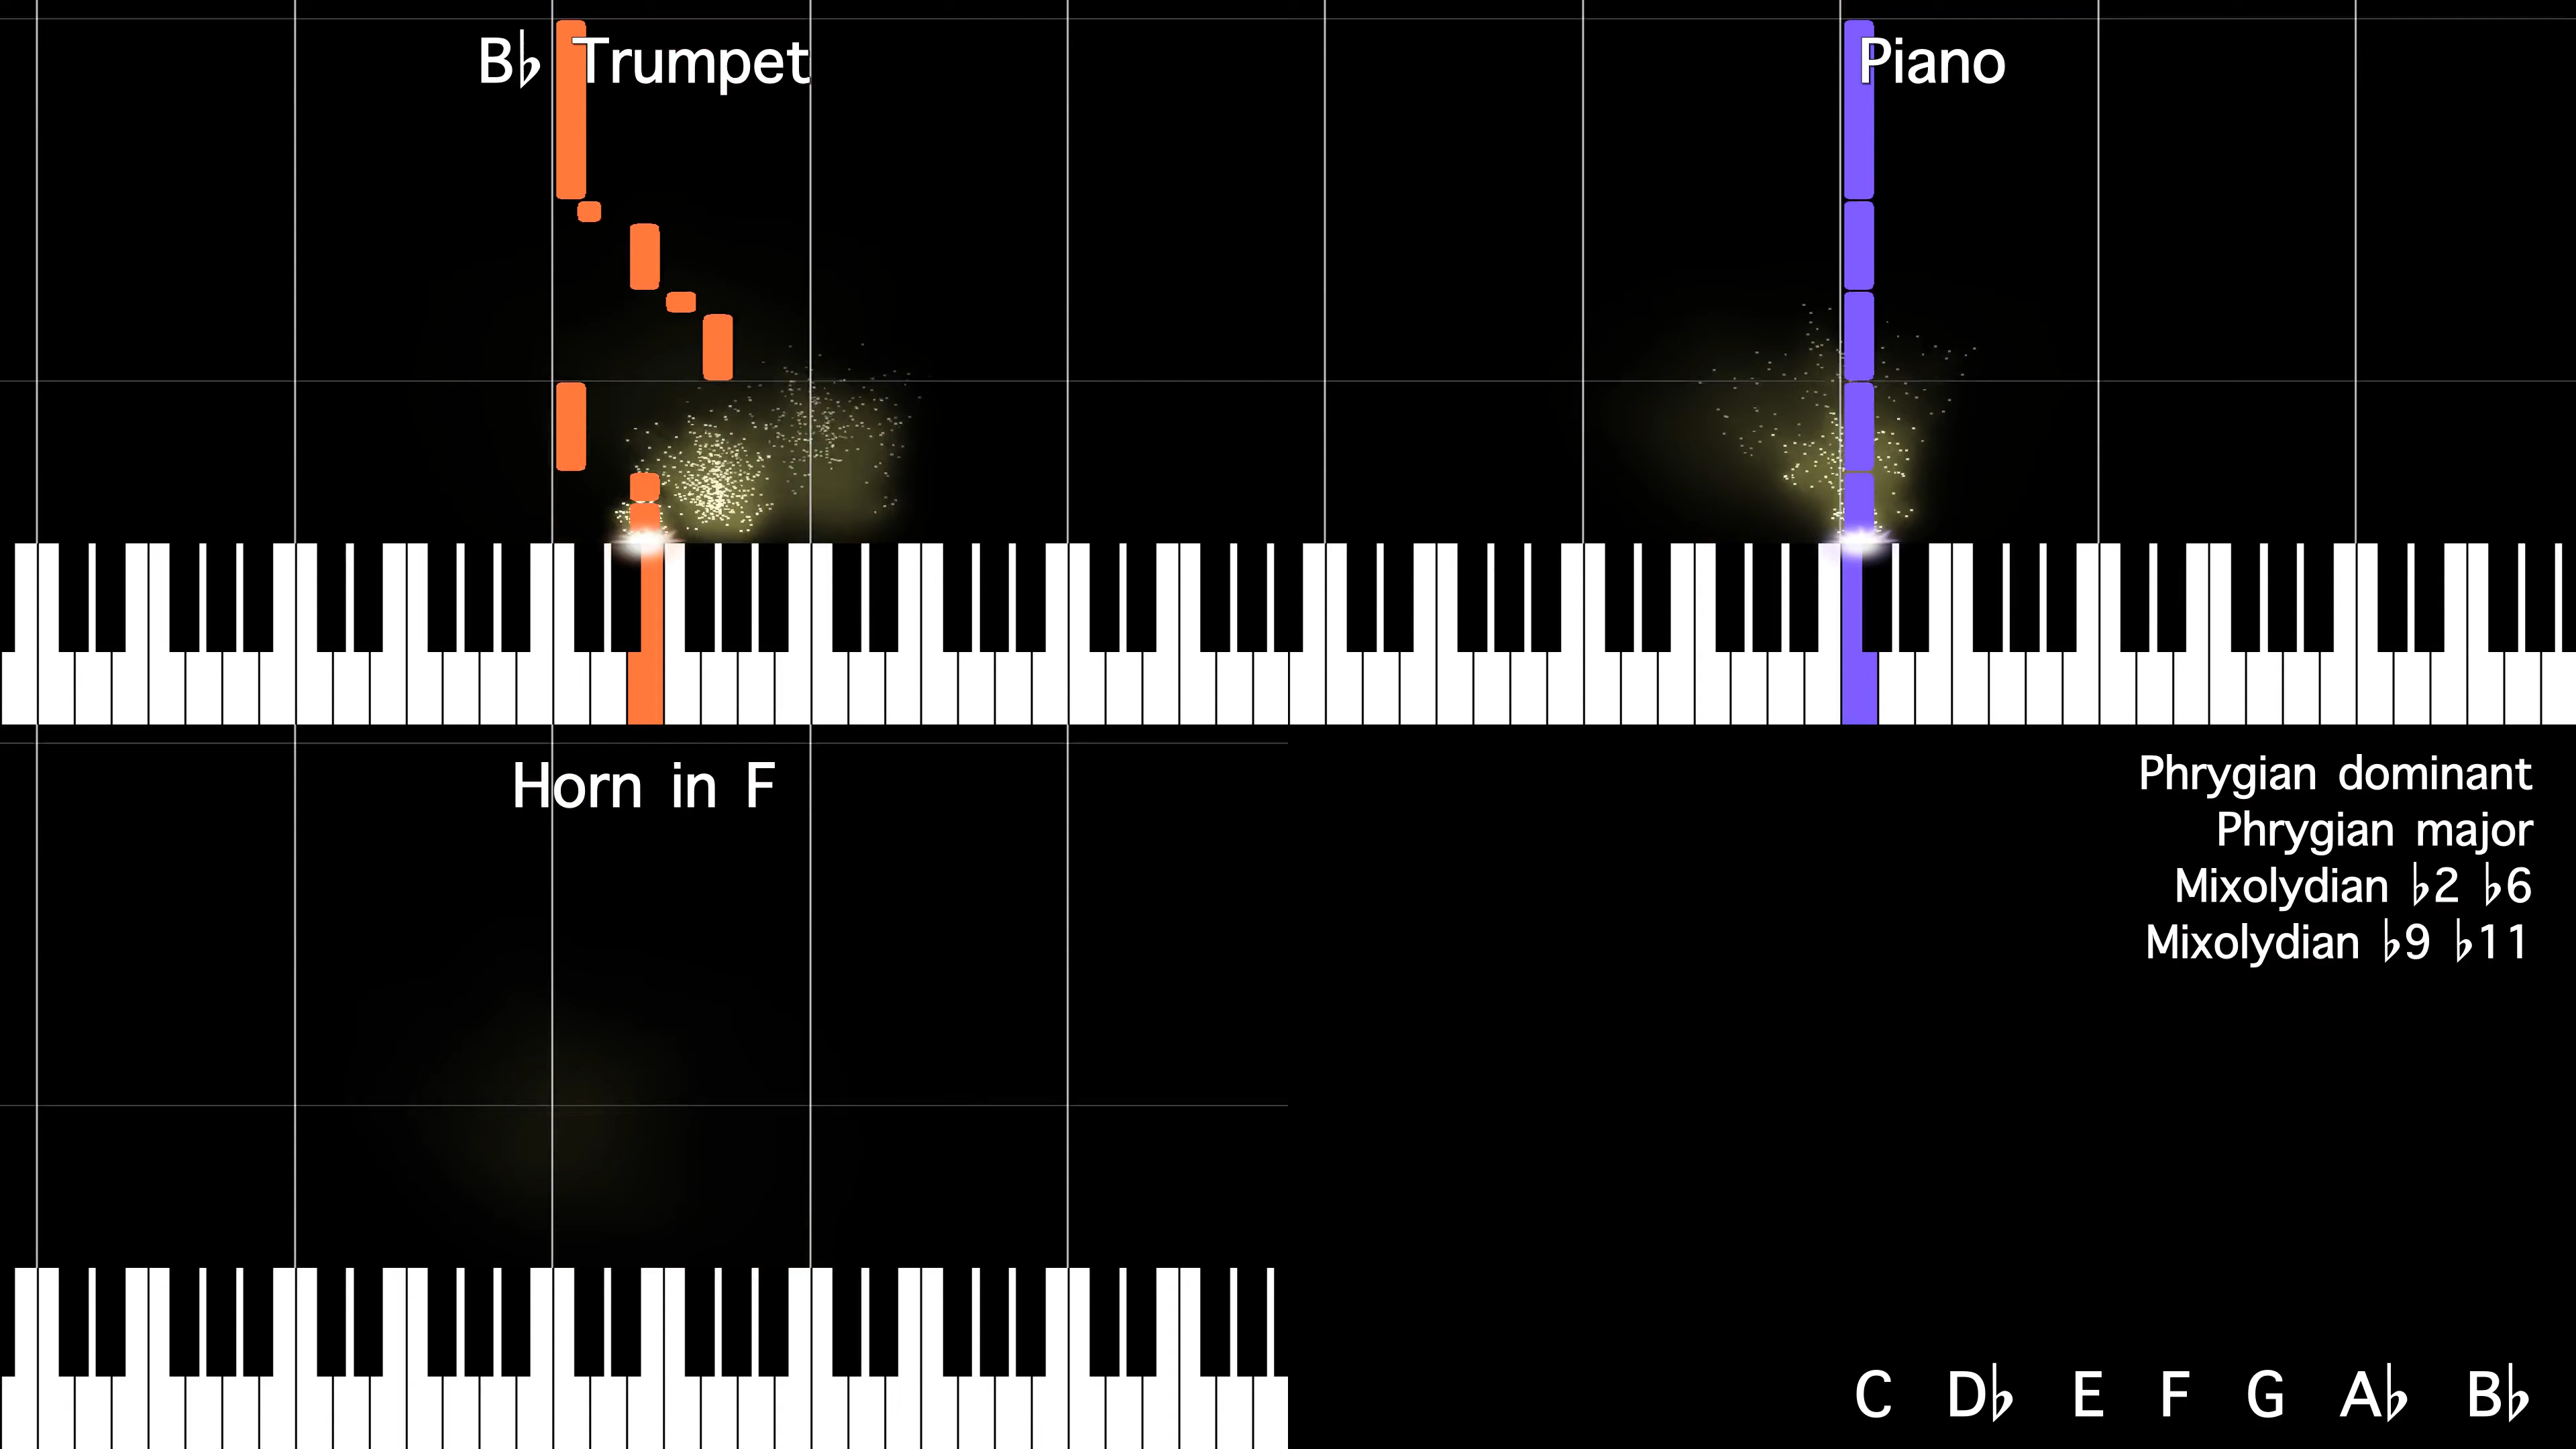 B♭ Trumpet
Piano
Horn in F
Phrygian dominant
Phrygian major
Mixolydian ♭2 ♭6
Mixolydian ♭9 ♭11
C D♭ E F G A♭ B♭